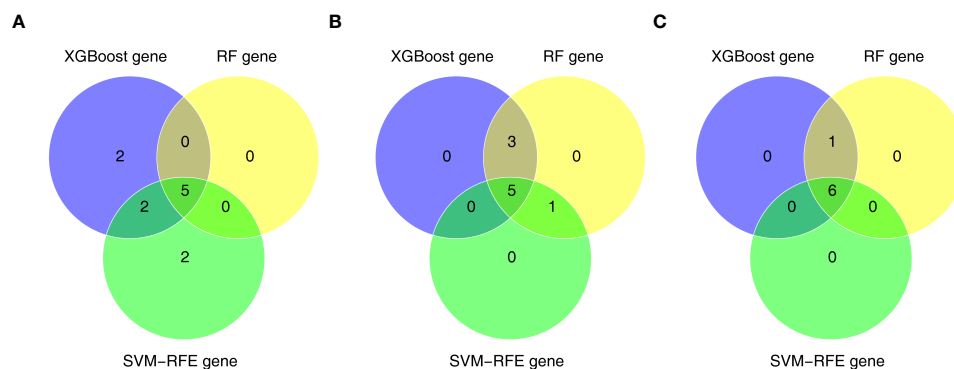 A
XGBoost gene
RF gene
2
0
0
5
2
0
2
SVM−RFE gene
B
XGBoost gene
RF gene
0
3
0
5
0
1
0
SVM−RFE gene
C
XGBoost gene
RF gene
0
1
0
6
0
0
0
SVM−RFE gene